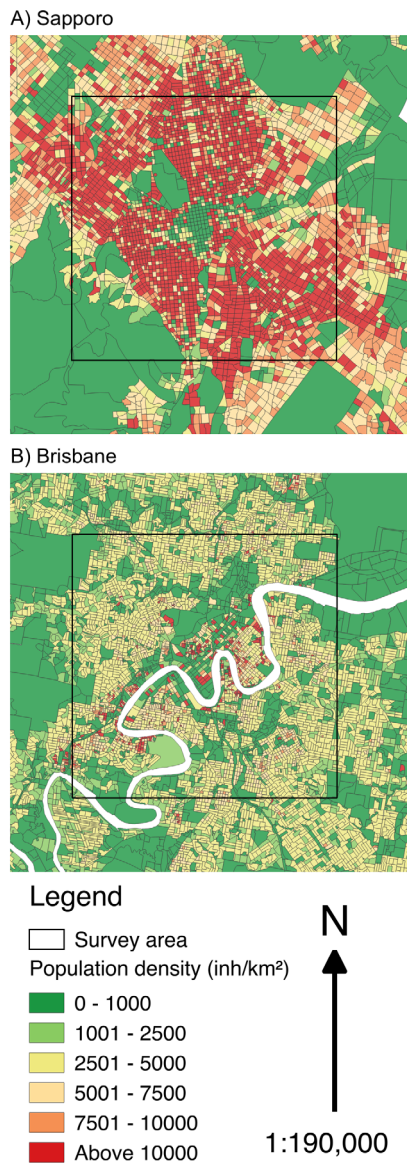 A) Sapporo
B) Brisbane
Legend
Survey area
Population density (inh/km²)
0 - 1000
1001 - 2500
2501 - 5000
5001 - 7500
7501 - 10000
Above 10000
N
1:190,000